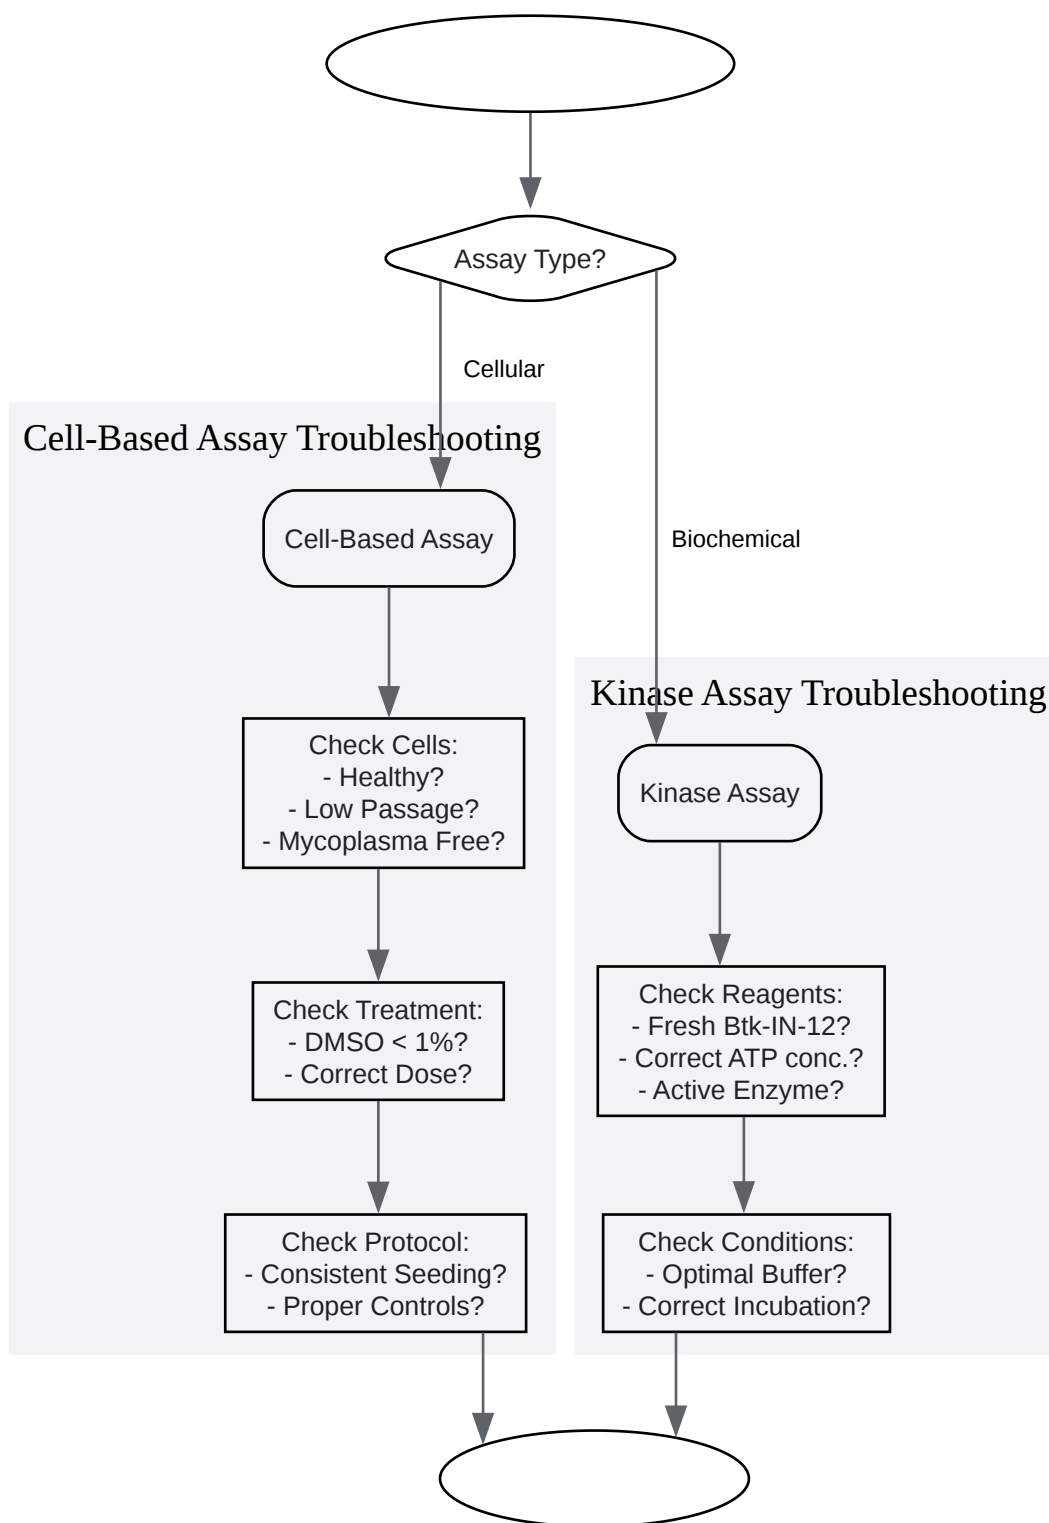 Assay Type?
Cellular
Cell-Based Assay Troubleshooting
Cell-Based Assay
Biochemical
Kinase Assay Troubleshooting
Check Cells:
- Healthy?
- Low Passage?
- Mycoplasma Free?
Kinase Assay
Check Treatment:
- DMSO < 1%?
- Correct Dose?
Check Reagents:
- Fresh Btk-IN-12?
- Correct ATP conc.?
- Active Enzyme?
Check Protocol:
- Consistent Seeding?
- Proper Controls?
Check Conditions:
- Optimal Buffer?
- Correct Incubation?